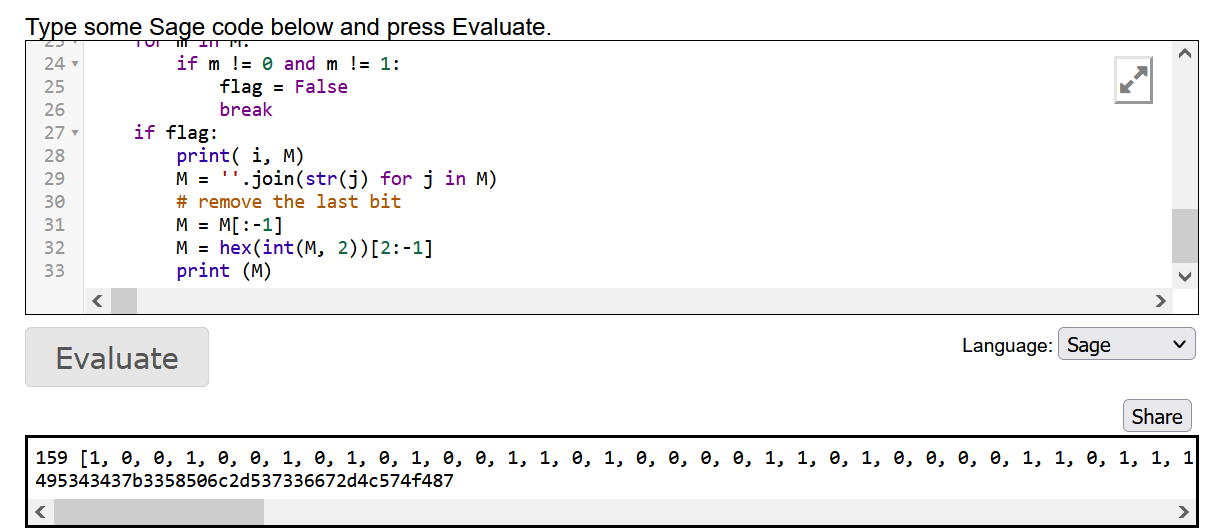 Type some Sage code below and press Evaluate.
23 for m in M:
24 if m != 0 and m != 1:
25 flag = False
26 break
27 if flag:
28 print( i, M)
29 M = ''.join(str(j) for j in M)
30 # remove the last bit
31 M = M[:-1]
32 M = hex(int(M, 2))[2:-1]
33 print (M)
Evaluate
Language: Sage
Share
159 [1, 0, 0, 1, 0, 0, 1, 0, 1, 0, 1, 0, 0, 1, 1, 0, 1, 0, 0, 0, 0, 1, 1, 0, 1, 0, 0, 0, 0, 1, 1, 0, 1, 1, 1
495343437b3358506c2d537336672d4c574f487